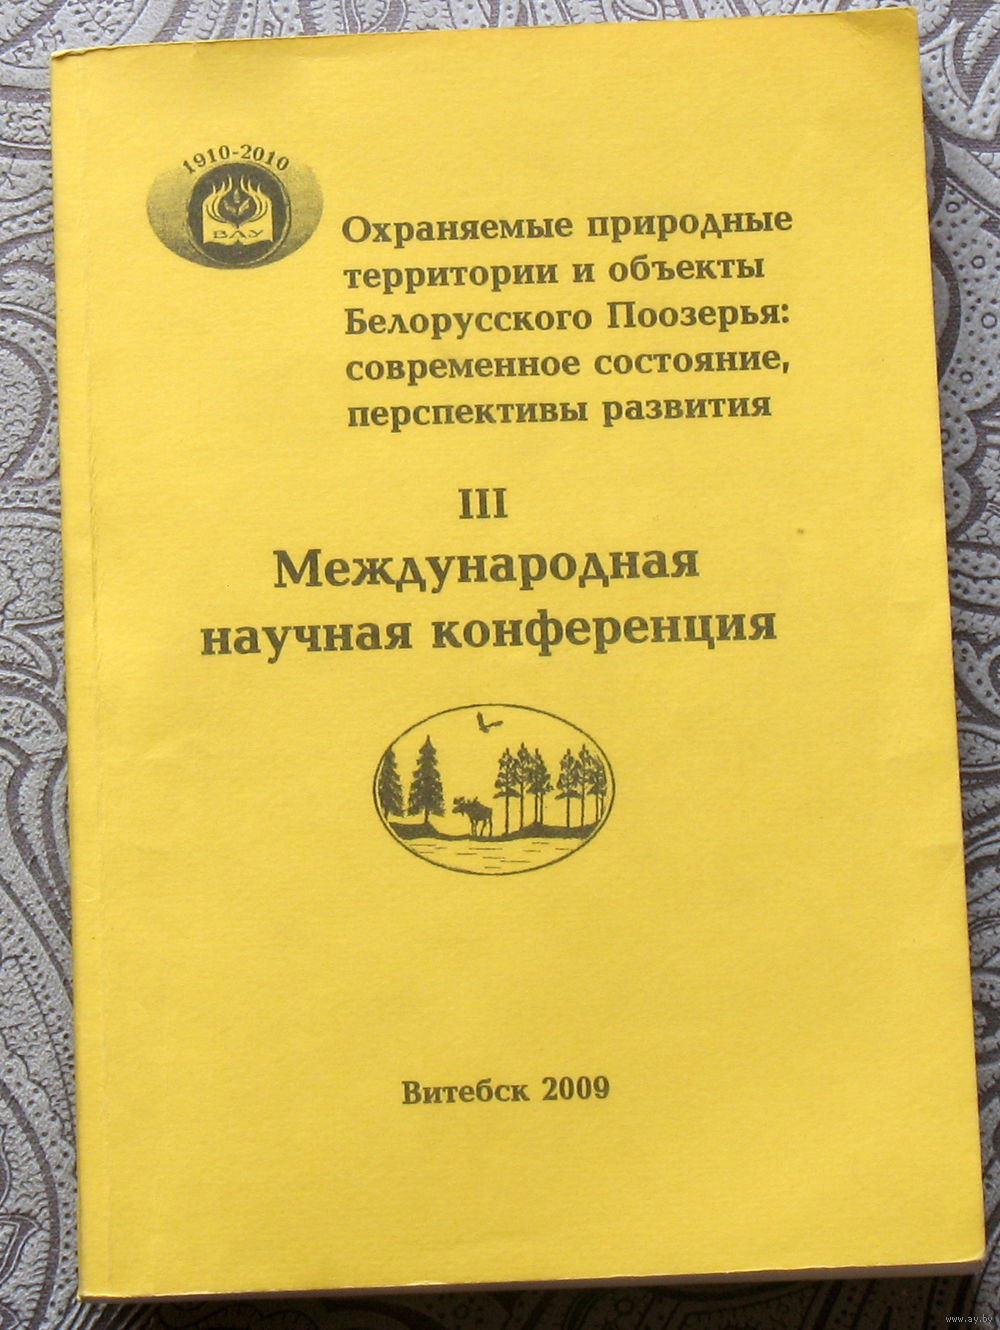 1910-2010
ВДУ
Охраняемые природные
территории и объекты
Белорусского Поозерья:
современное состояние,
перспективы развития
III
Международная
научная конференция
Витебск 2009
www.ay.by